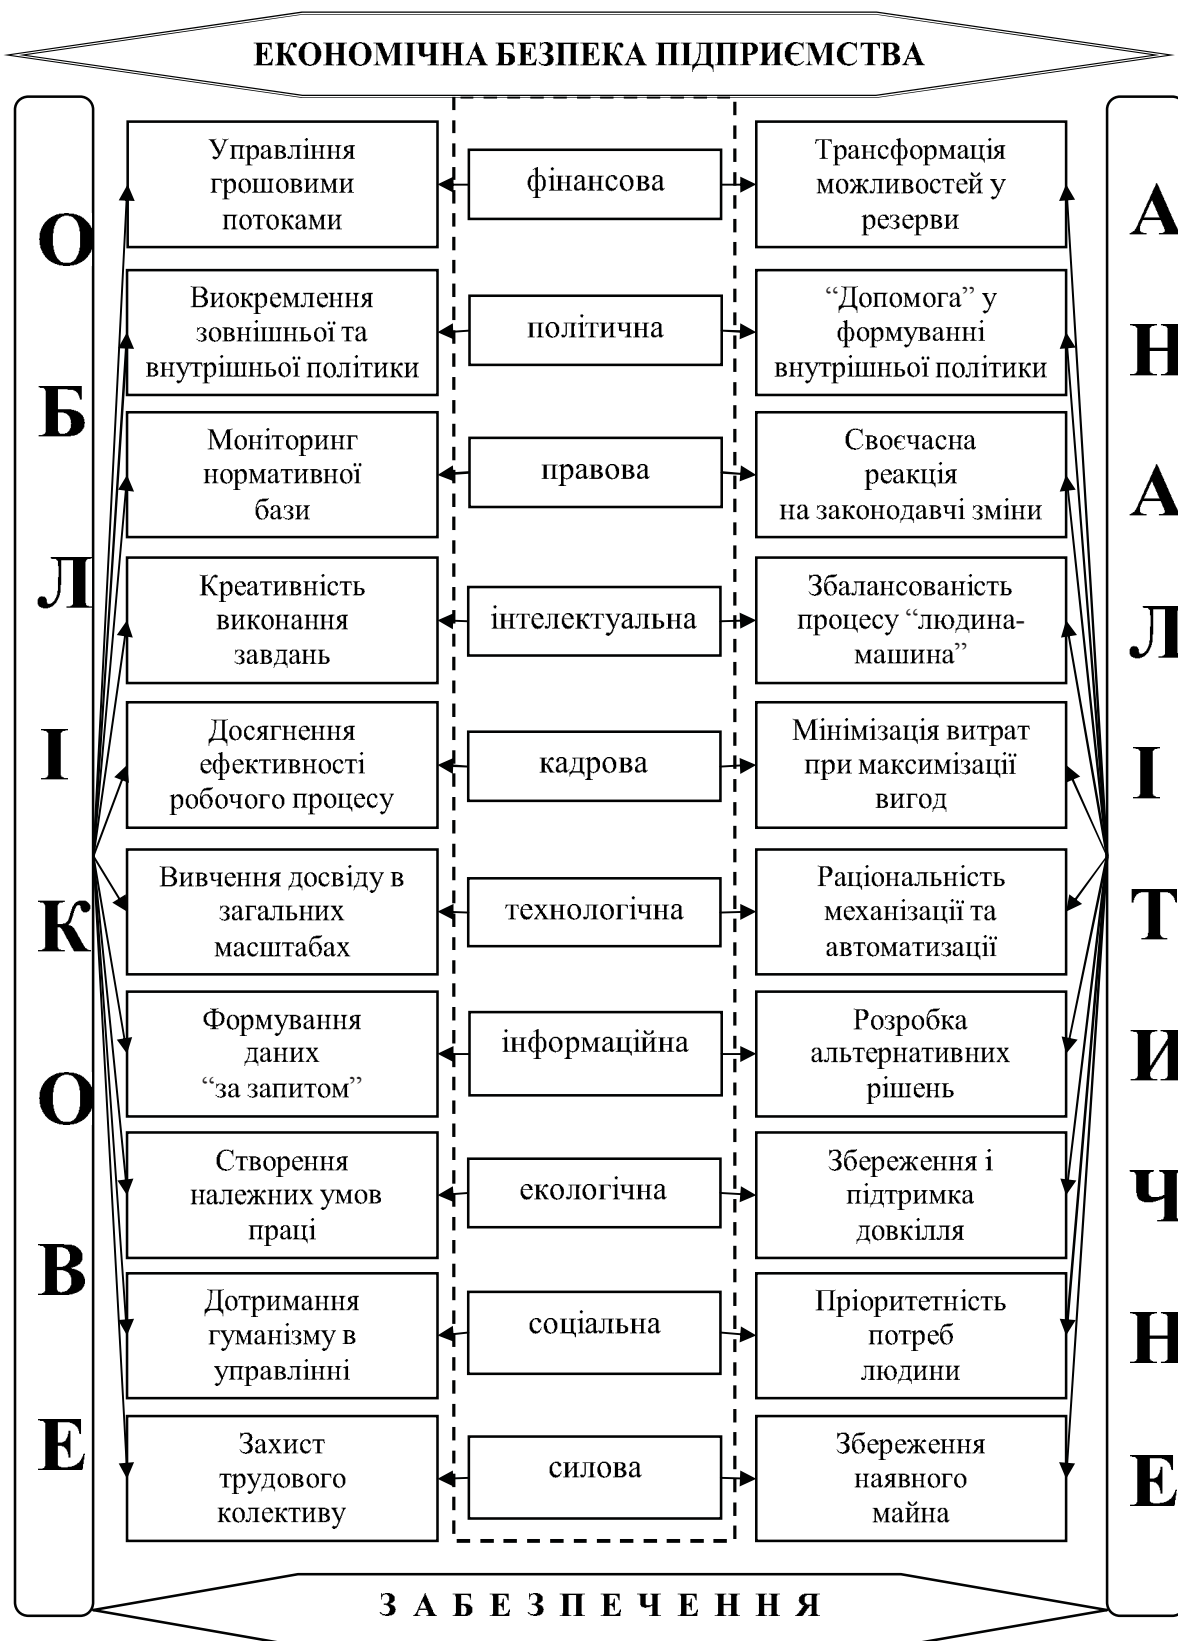 ЕКОНОМІЧНА БЕЗПЕКА ПІДПРИЄМСТВА
ОБЛІКОВЕ
Управління
грошовими
потоками
фінансова
Трансформація
можливостей у
резерви
Виокремлення
зовнішньої та
внутрішньої політики
політична
“Допомога” у
формуванні
внутрішньої політики
Моніторинг
нормативної
бази
правова
Своєчасна
реакція
на законодавчі зміни
Креативність
виконання
завдань
інтелектуальна
Збалансованість
процесу “людина-
машина”
Досягнення
ефективності
робочого процесу
кадрова
Мінімізація витрат
при максимізації
вигод
Вивчення досвіду в
загальних
масштабах
технологічна
Раціональність
механізації та
автоматизації
Формування
даних
“за запитом”
інформаційна
Розробка
альтернативних
рішень
Створення
належних умов
праці
екологічна
Збереження і
підтримка
довкілля
Дотримання
гуманізму в
управлінні
соціальна
Пріоритетність
потреб
людини
Захист
трудового
колективу
силова
Збереження
наявного
майна
АНАЛІТИЧНЕ
З А Б Е З П Е Ч Е Н Н Я